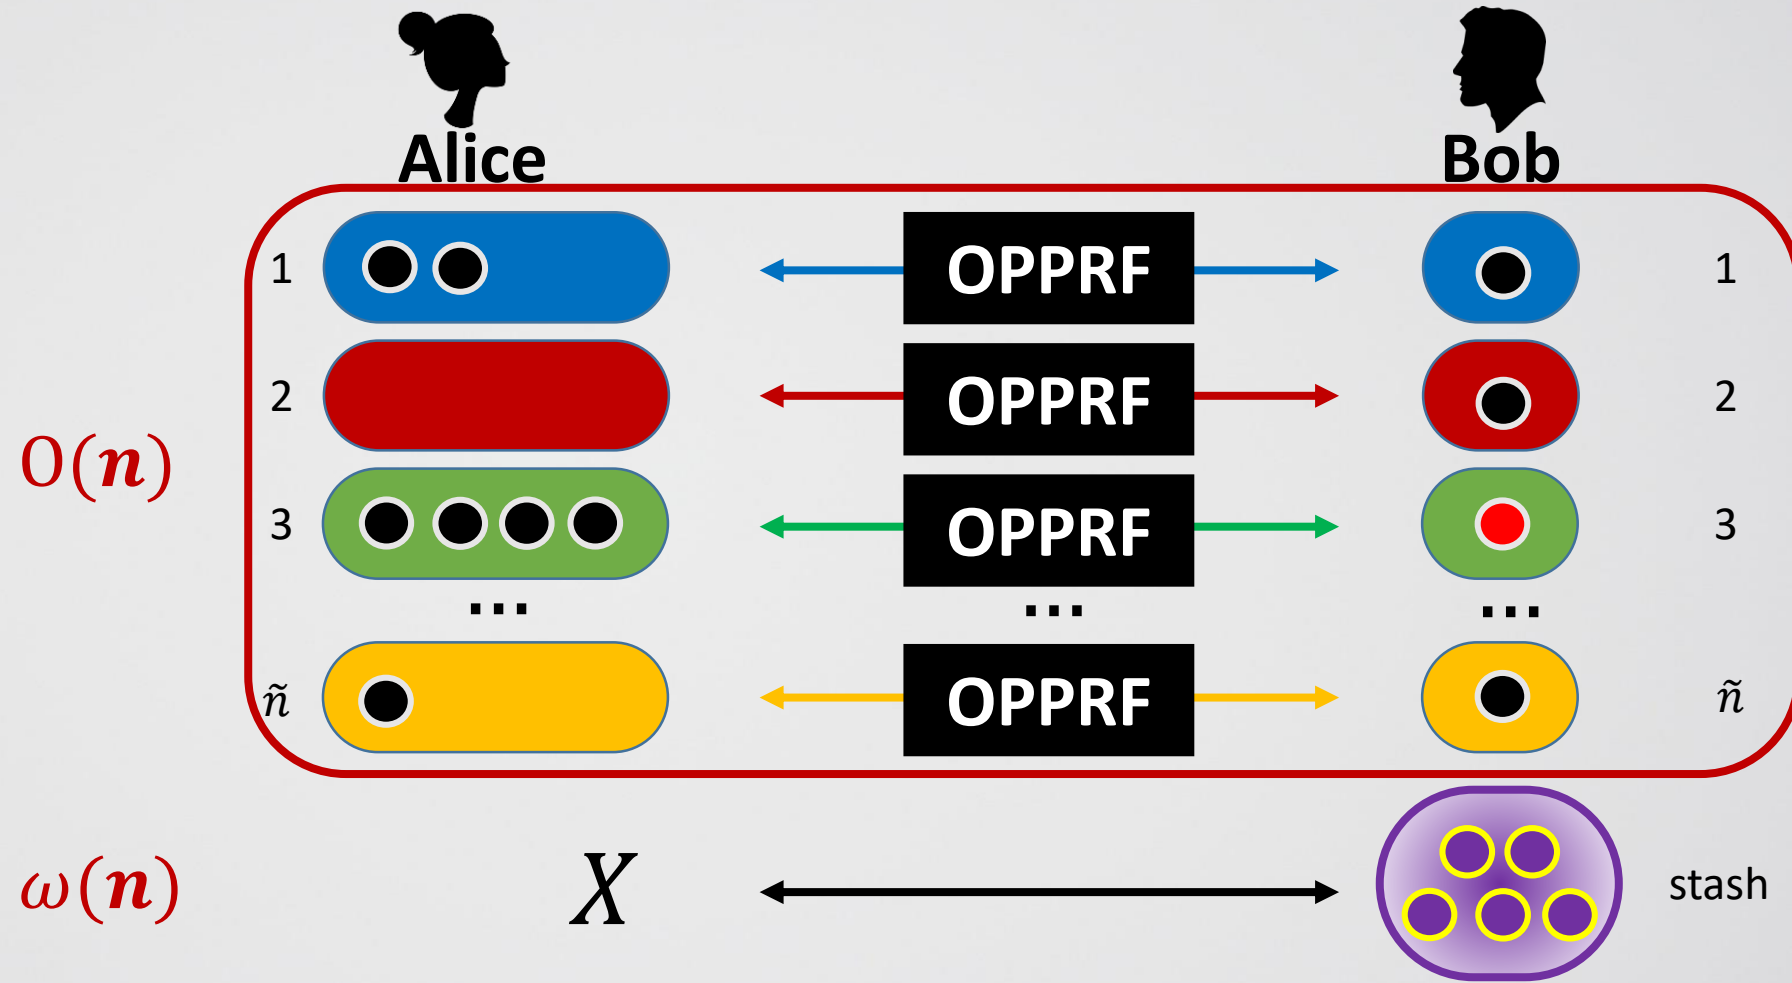 Alice Bob
1 OPPRF 1
2 OPPRF 2
O(n)
3 OPPRF 3
... ... ...
ñ OPPRF ñ
ω(n) X stash